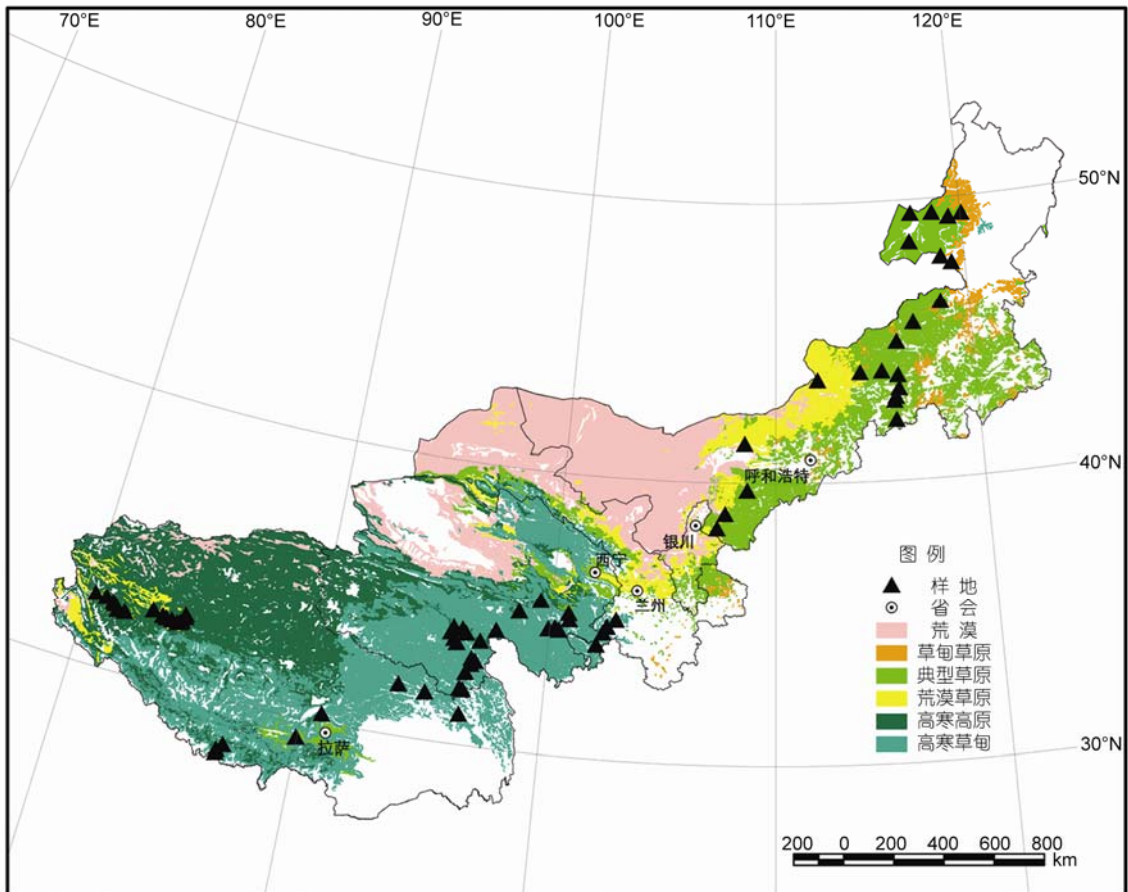 70°E 80°E 90°E 100°E 110°E 120°E
50°N
40°N
呼和浩特
银川
西宁
兰州
图 例
样 地
省 会
荒 漠
草甸草原
典型草原
荒漠草原
高寒高原
高寒草甸
拉萨
30°N
200 0 200 400 600 800
km